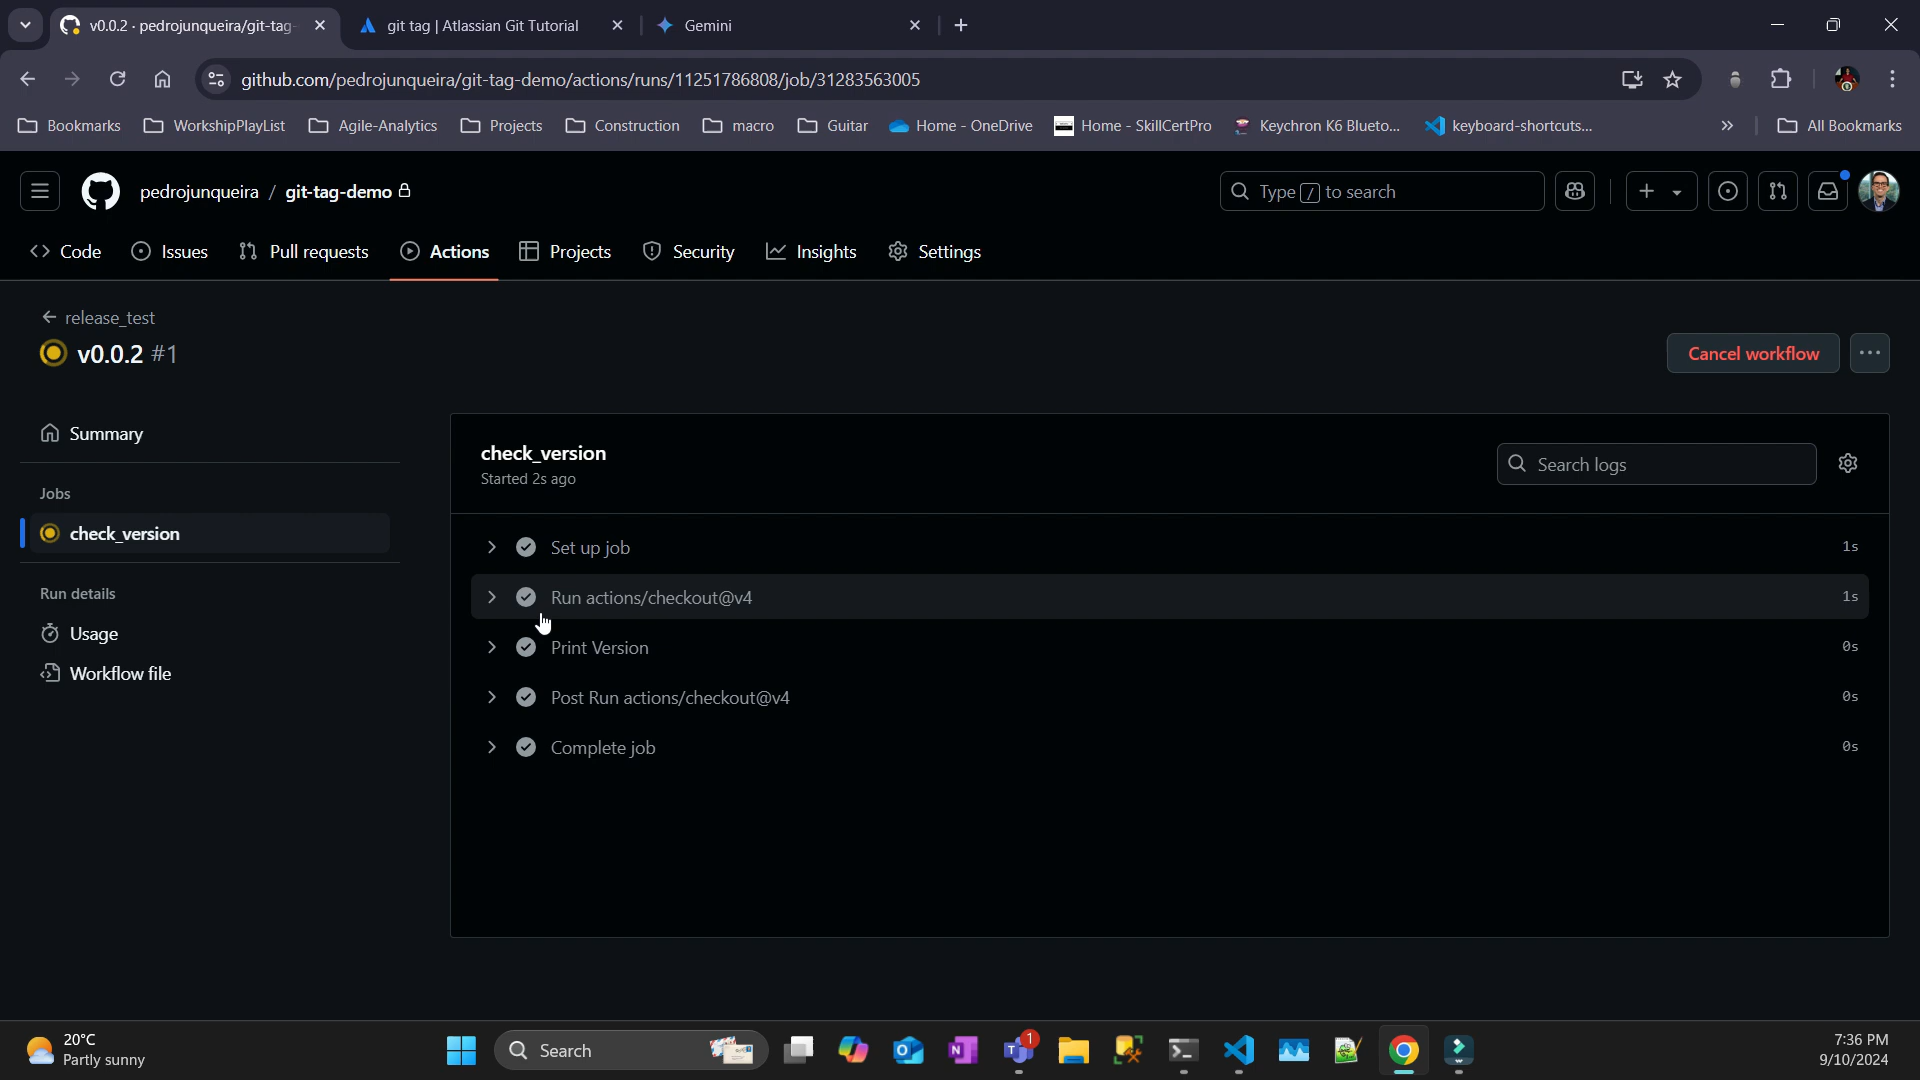 v0.0.2 · pedrojunqueira/git-tag-
git tag | Atlassian Git Tutorial
Gemini
github.com/pedrojunqueira/git-tag-demo/actions/runs/11251786808/job/31283563005
Bookmarks
WorkshipPlayList
Agile-Analytics
Projects
Construction
macro
Guitar
Home - OneDrive
Home - SkillCertPro
Keychron K6 Blueto...
keyboard-shortcuts...
All Bookmarks
pedrojunqueira / git-tag-demo
Type / to search
Code
Issues
Pull requests
Actions
Projects
Security
Insights
Settings
release_test
v0.0.2 #1
Cancel workflow
Summary
Jobs
check_version
Run details
Usage
Workflow file
check_version
Started 2s ago
Search logs
Set up job 1s
Run actions/checkout@v4 1s
Print Version 0s
Post Run actions/checkout@v4 0s
Complete job 0s
20°C
Partly sunny
Search
1
7:36 PM
9/10/2024